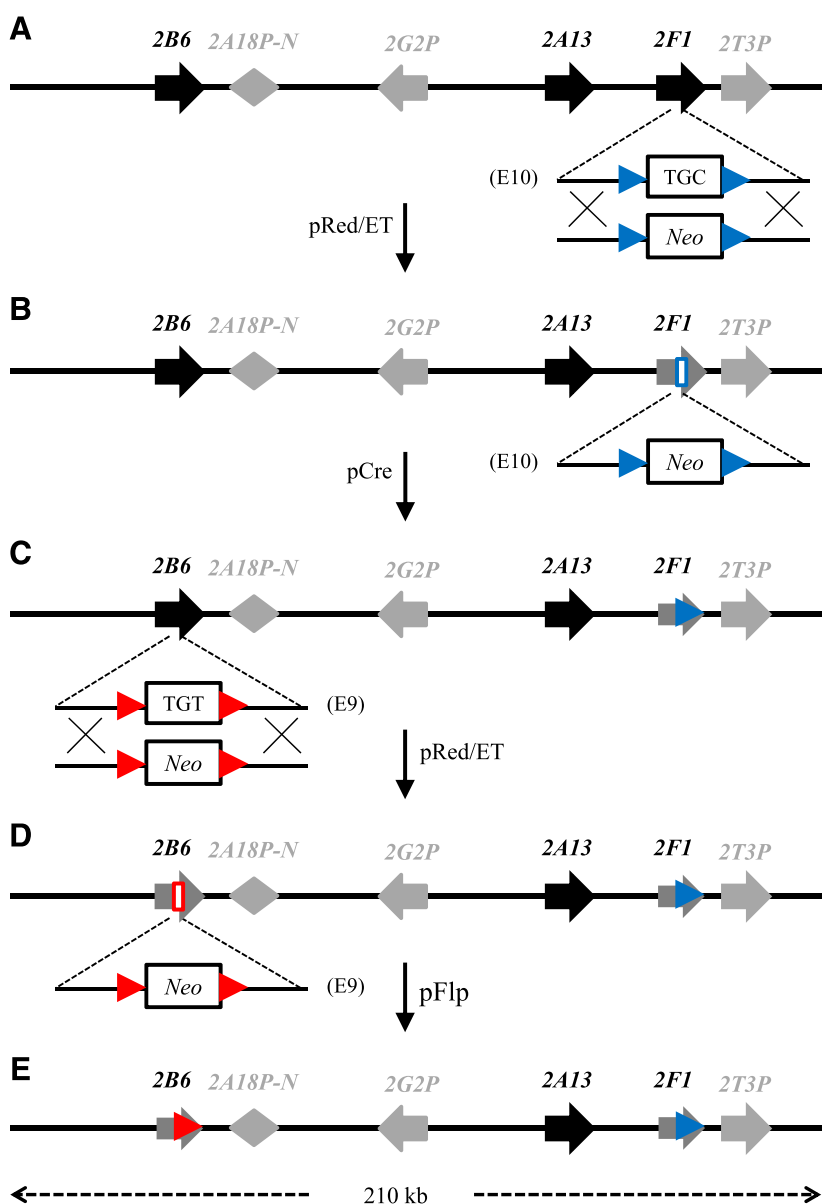 A
2B6 2A18P-N 2G2P 2A13 2F1 2T3P
(E10) TGC
pRed/ET
Neo
B
2B6 2A18P-N 2G2P 2A13 2F1 2T3P
pCre (E10) Neo
C
2B6 2A18P-N 2G2P 2A13 2F1 2T3P
TGT (E9)
Neo pRed/ET
D
2B6 2A18P-N 2G2P 2A13 2F1 2T3P
Neo (E9) pFlp
E
2B6 2A18P-N 2G2P 2A13 2F1 2T3P
210 kb